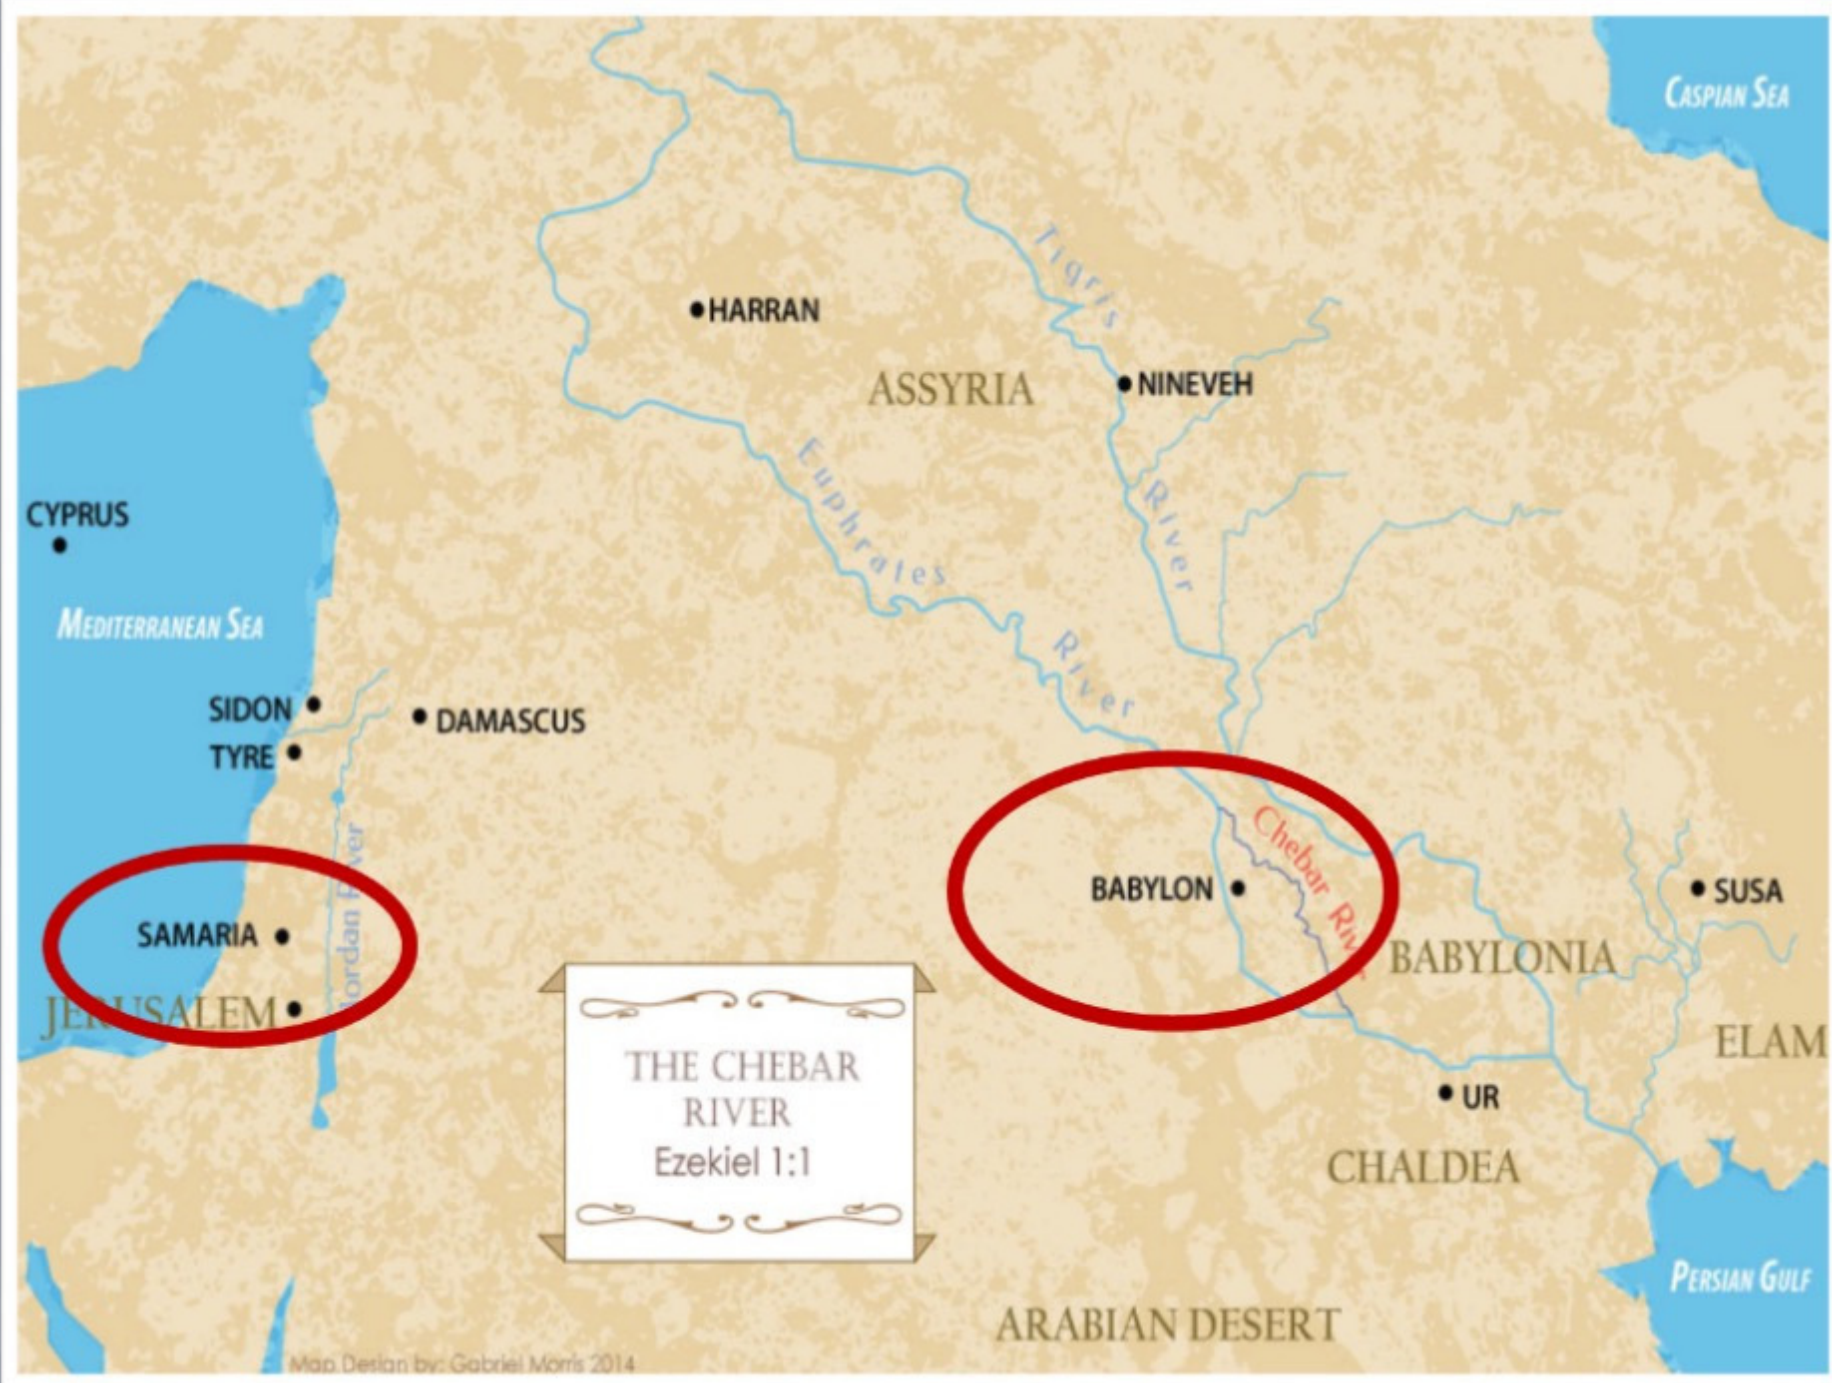 CASPIAN SEA
Tigris
River
HARRAN
ASSYRIA
NINEVEH
Euphrates
River
CYPRUS
MEDITERRANEAN SEA
SIDON
DAMASCUS
TYRE
Jordan River
Chebar
BABYLON
SUSA
SAMARIA
BABYLONIA
JERUSALEM
ELAM
THE CHEBAR
RIVER
Ezekiel 1:1
UR
CHALDEA
PERSIAN GULF
ARABIAN DESERT
Map Design by: Gabriel Morris 2014